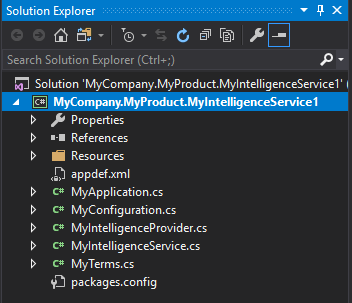 Solution Explorer
Search Solution Explorer (Ctrl+;)
Solution 'MyCompany.MyProduct.MyIntelligenceService1' (
C# MyCompany.MyProduct.MyIntelligenceService1
Properties
References
Resources
appdef.xml
C# MyApplication.cs
C# MyConfiguration.cs
C# MyIntelligenceProvider.cs
C# MyIntelligenceService.cs
C# MyTerms.cs
packages.config